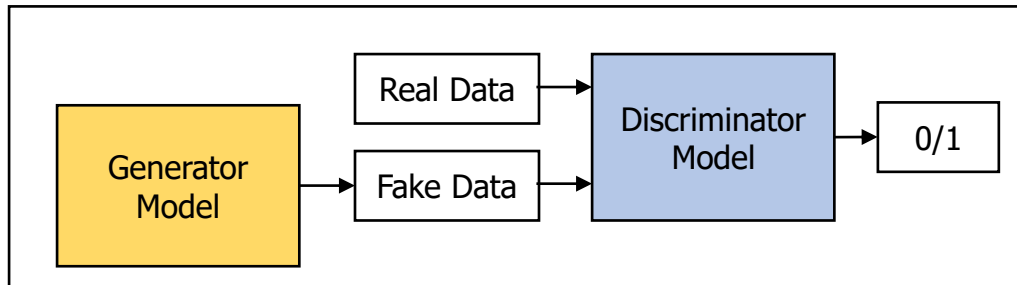 Generator
Model
Real Data
Fake Data
Discriminator
Model
0/1